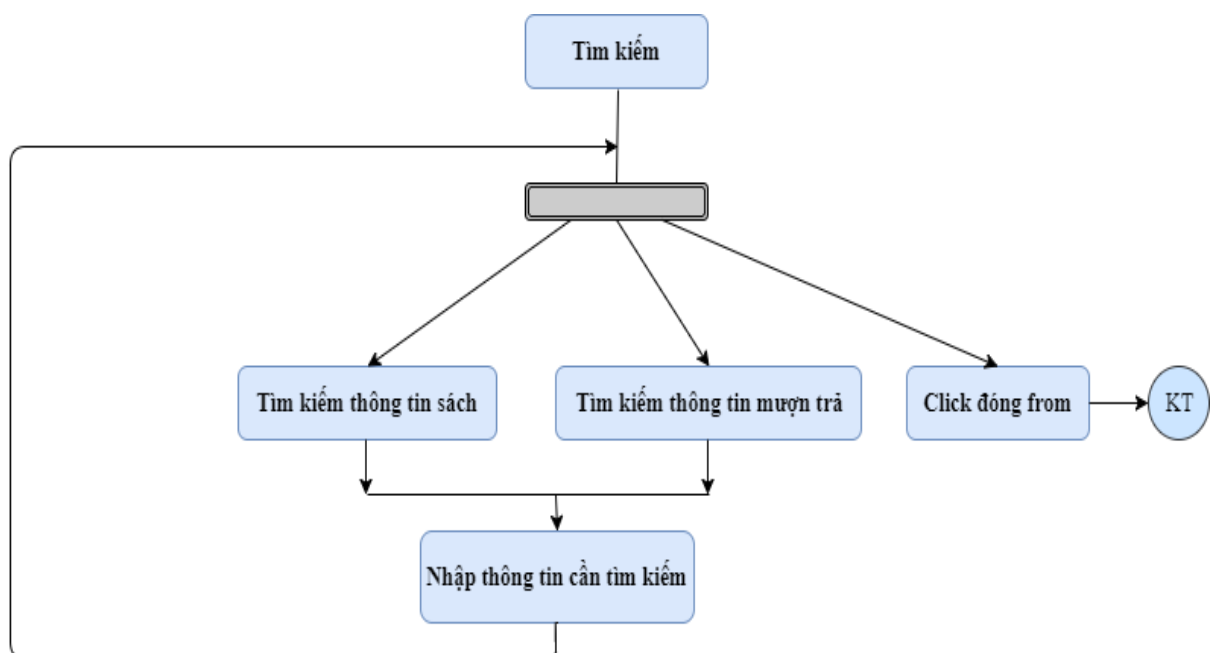 Tìm kiếm
Tìm kiếm thông tin sách
Tìm kiếm thông tin mượn trả
Click đóng from
KT
Nhập thông tin cần tìm kiếm